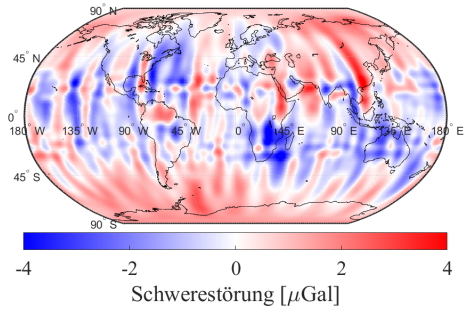 90° N
45° N
0°
180° W 135° W 90° W 45° W 0° 45° E 90° E 135° E 180° E
45° S
90° S
-4 -2 0 2 4
Schwerestörung [μGal]